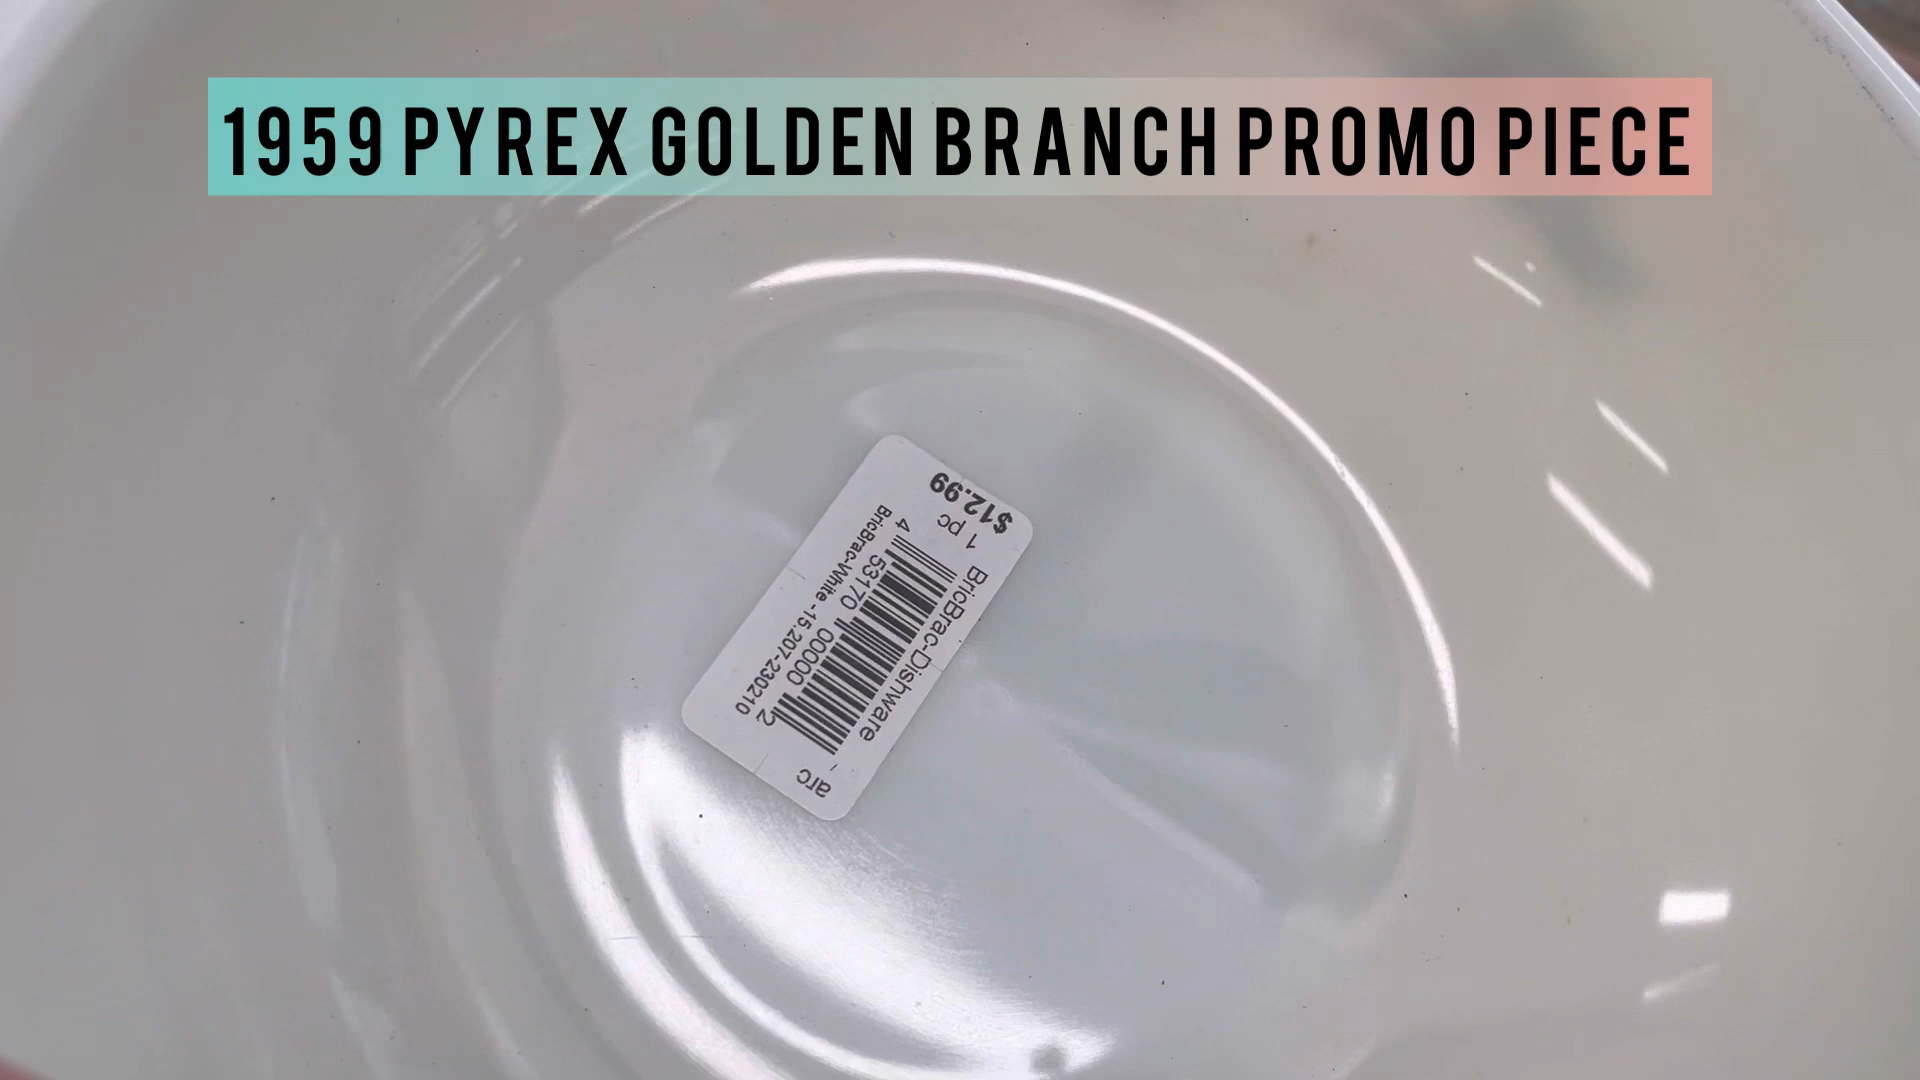 1959 PYREX GOLDEN BRANCH PROMO PIECE
arc
BricBrac-Dishware
1 pc
$12.99
4 53170 00000 2
BricBrac-White -15.207-230210